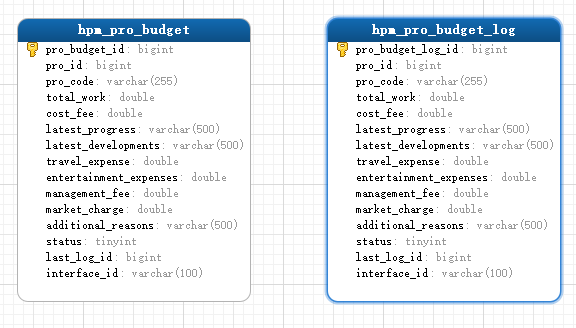 hpm_pro_budget
pro_budget_id: bigint
pro_id: bigint
pro_code: varchar(255)
total_work: double
cost_fee: double
latest_progress: varchar(500)
latest_developments: varchar(500)
travel_expense: double
entertainment_expenses: double
management_fee: double
market_charge: double
additional_reasons: varchar(500)
status: tinyint
last_log_id: bigint
interface_id: varchar(100)
hpm_pro_budget_log
pro_budget_log_id: bigint
pro_id: bigint
pro_code: varchar(255)
total_work: double
cost_fee: double
latest_progress: varchar(500)
latest_developments: varchar(500)
travel_expense: double
entertainment_expenses: double
management_fee: double
market_charge: double
additional_reasons: varchar(500)
status: tinyint
last_log_id: bigint
interface_id: varchar(100)